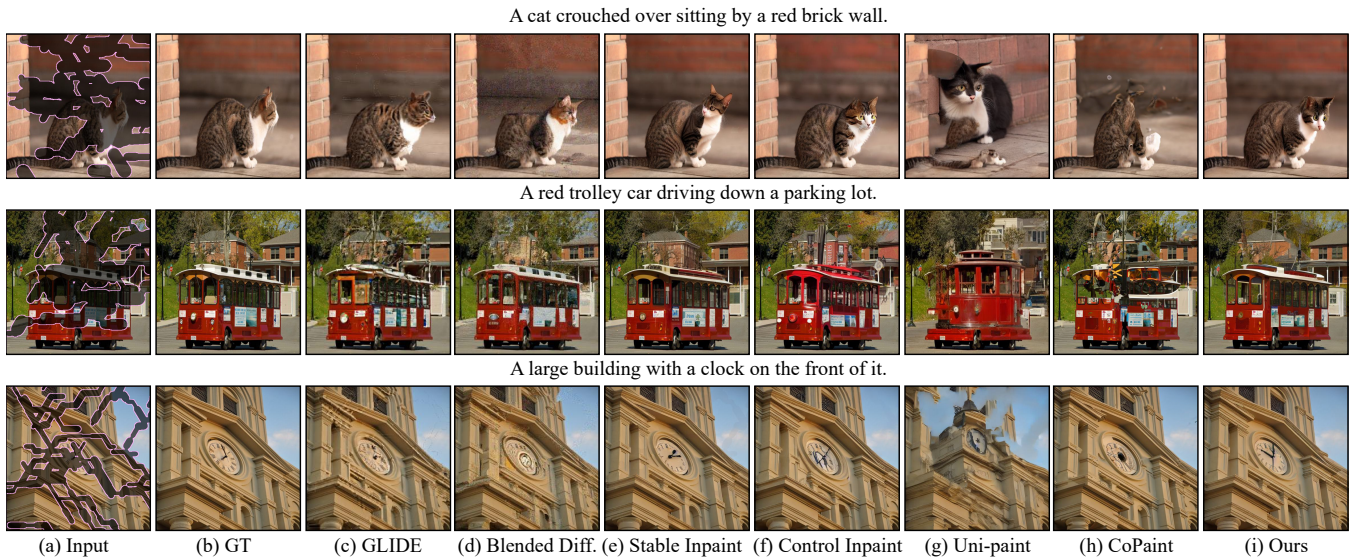 A cat crouched over sitting by a red brick wall.
A red trolley car driving down a parking lot.
A large building with a clock on the front of it.
(a) Input (b) GT (c) GLIDE (d) Blended Diff. (e) Stable Inpaint (f) Control Inpaint (g) Uni-paint (h) CoPaint (i) Ours